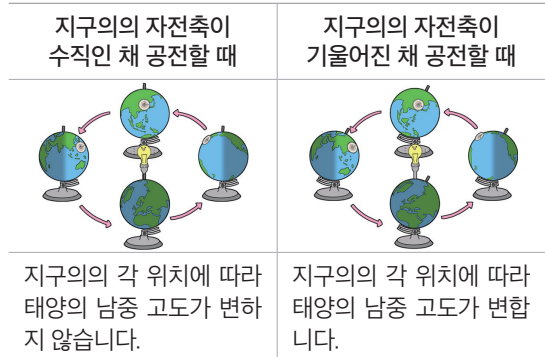 지구의의 자전축이
수직인 채 공전할 때
지구의의 자전축이
기울어진 채 공전할 때
지구의의 각 위치에 따라
태양의 남중 고도가 변하
지 않습니다.
지구의의 각 위치에 따라
태양의 남중 고도가 변합
니다.